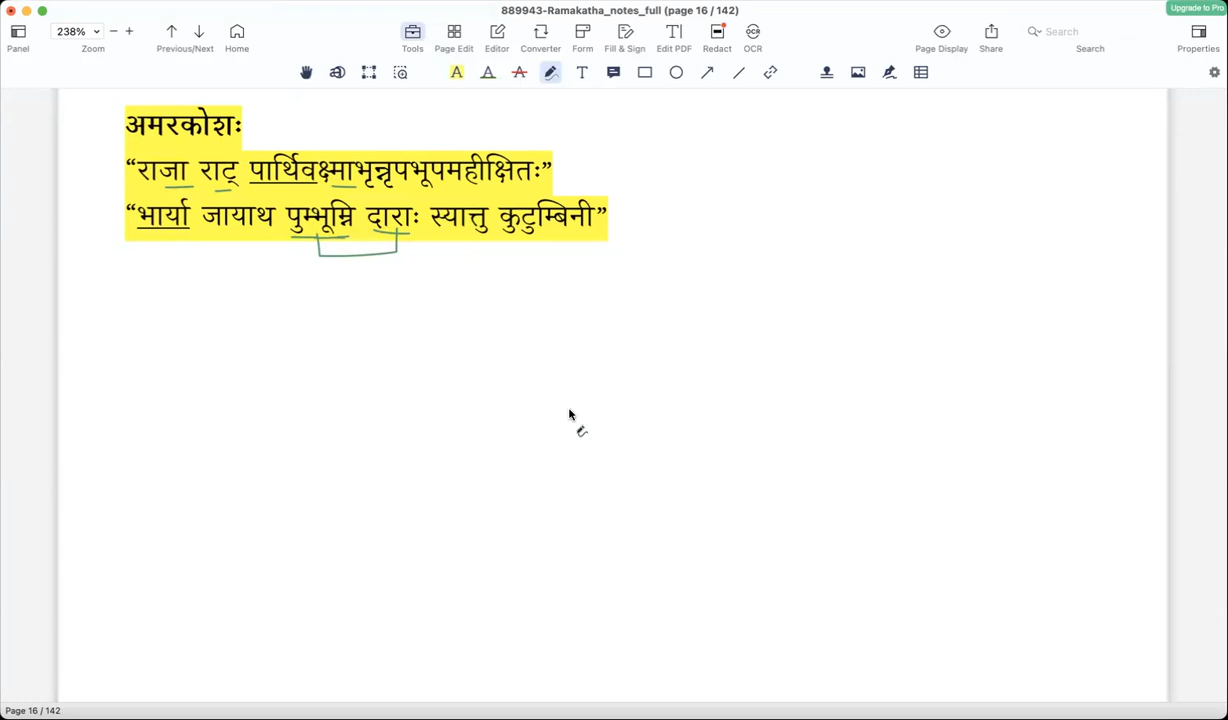 889943-Ramakatha_notes_full (page 16 / 142)
Upgrade to Pro
238%
Panel Zoom Previous/Next Home Tools Page Edit Editor Converter Form Fill & Sign Edit PDF Redact OCR Page Display Share Search Properties
Search
अमरकोशः
“राजा राट् पार्थिवक्ष्माभृन्नृपभूपमहीक्षितः”
“भार्या जायाथ पुम्भूम्नि दाराः स्यात्तु कुटुम्बिनी”
Page 16 / 142